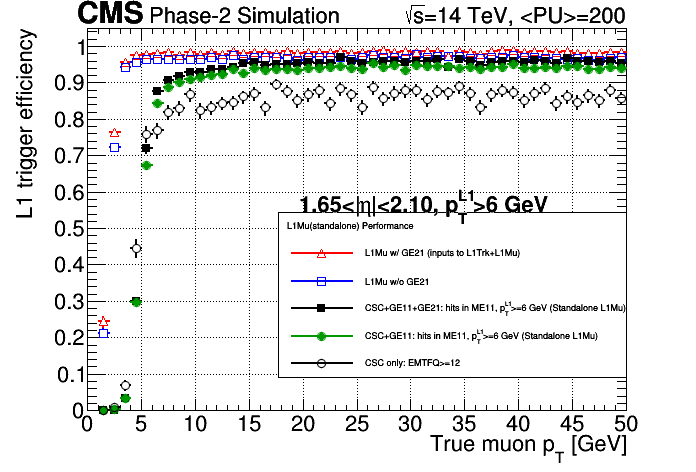 CMS Phase-2 Simulation √s=14 TeV, <PU>=200
L1 trigger efficiency
1
0.9
0.8
0.7
0.6
0.5
0.4
0.3
0.2
0.1
0
1.65<|η|<2.10, p_T^L1>6 GeV
L1Mu(standalone) Performance
L1Mu w/ GE21 (inputs to L1Trk+L1Mu)
L1Mu w/o GE21
CSC+GE11+GE21: hits in ME11, p_T^L1>=6 GeV (Standalone L1Mu)
CSC+GE11: hits in ME11, p_T^L1>=6 GeV (Standalone L1Mu)
CSC only: EMTFQ>=12
0 5 10 15 20 25 30 35 40 45 50
True muon p_T [GeV]